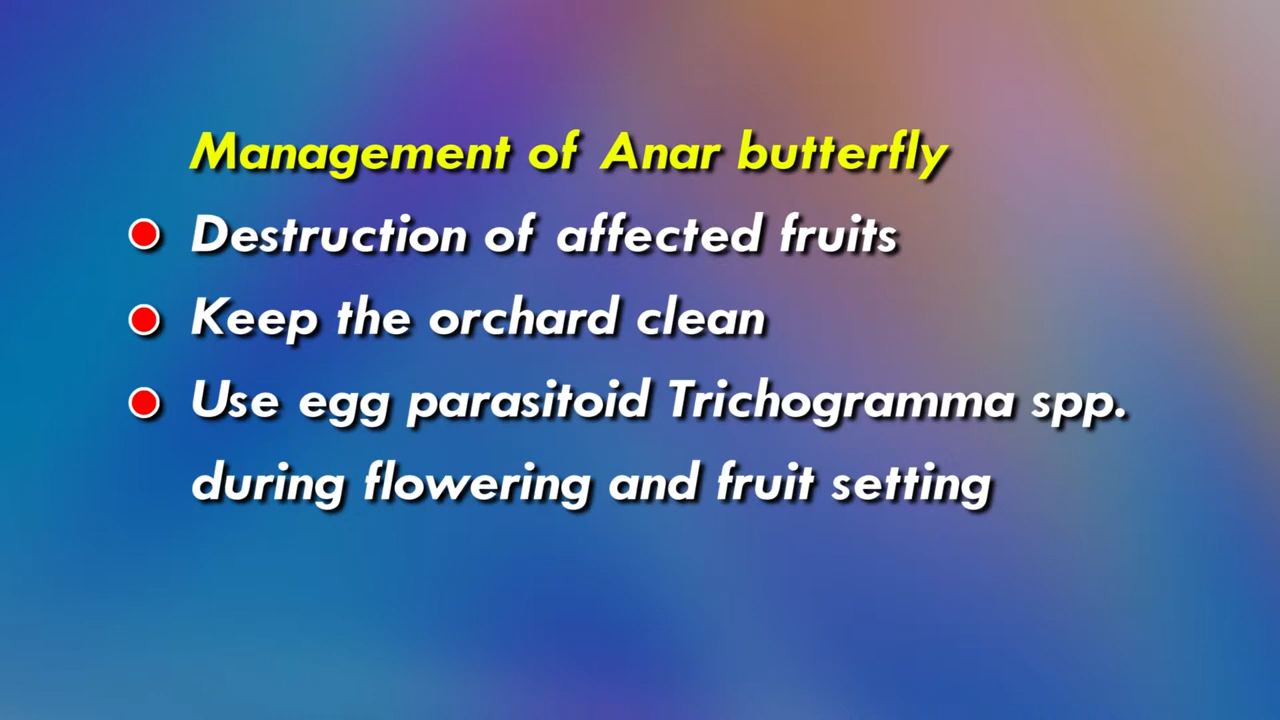 Management of Anar butterfly
Destruction of affected fruits
Keep the orchard clean
Use egg parasitoid Trichogramma spp.
during flowering and fruit setting